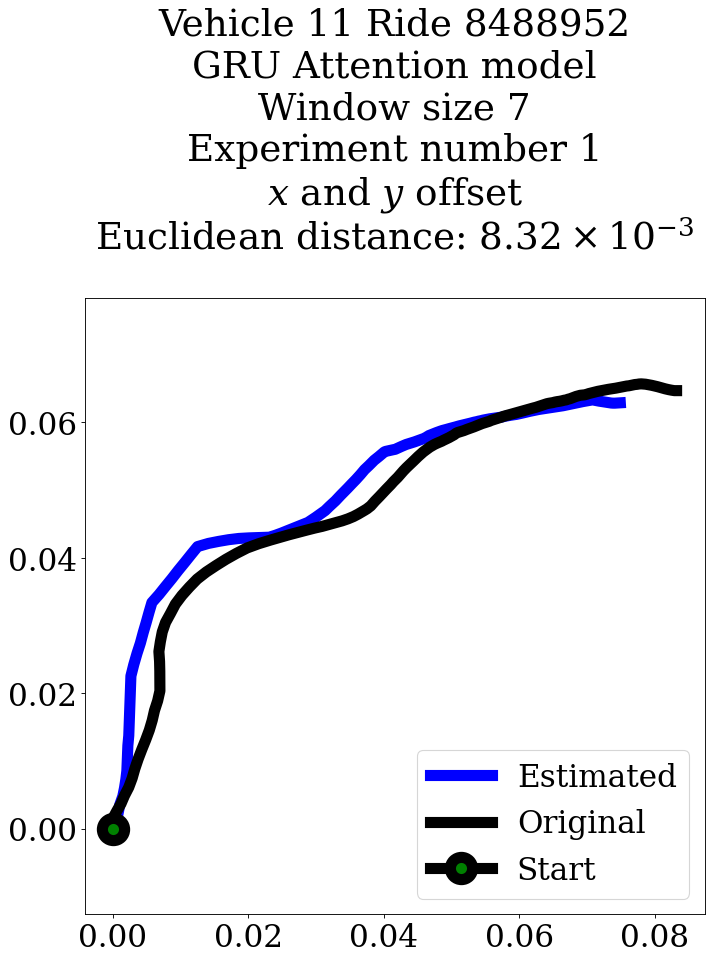 Vehicle 11 Ride 8488952
GRU Attention model
Window size 7
Experiment number 1
x and y offset
Euclidean distance: 8.32 × 10⁻³
0.06
0.04
0.02
0.00
Estimated
Original
Start
0.00 0.02 0.04 0.06 0.08